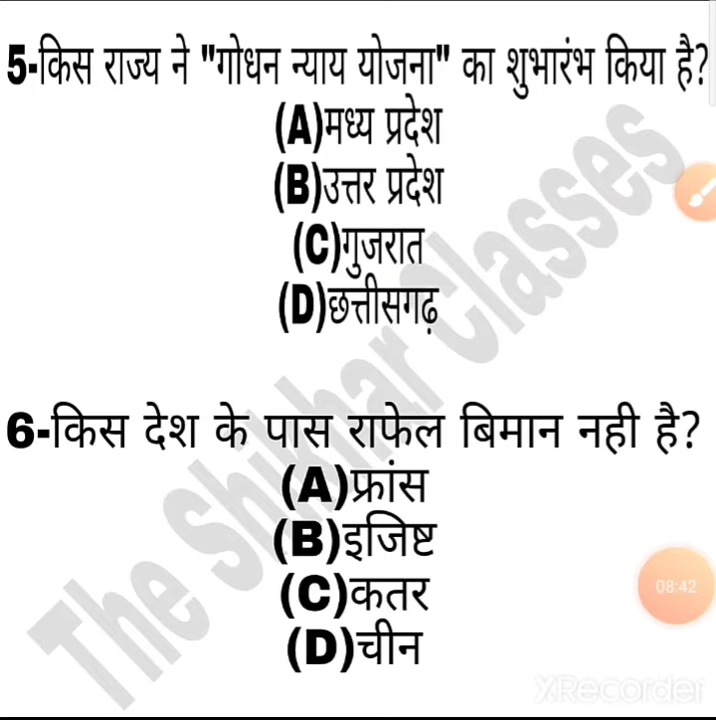 5-किस राज्य ने "गोधन न्याय योजना" का शुभारंभ किया है?
(A)मध्य प्रदेश
(B)उत्तर प्रदेश
(C)गुजरात
(D)छत्तीसगढ़
6-किस देश के पास राफेल बिमान नही है?
(A)फ्रांस
(B)इजिष्ट
(C)कतर
(D)चीन
The Shikhar Classes
08:42
XRecorder